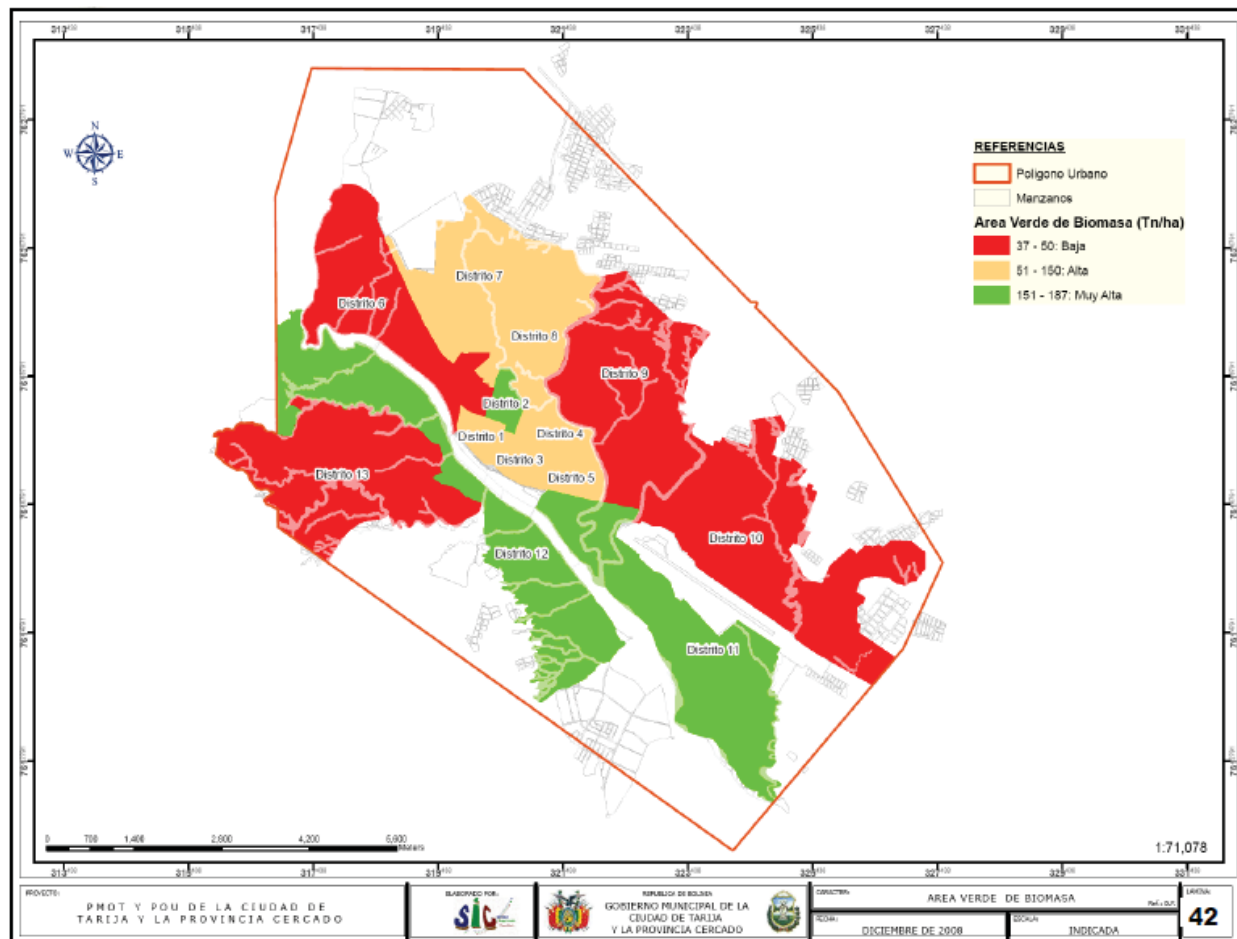 N
W E
S
REFERENCIAS
Poligono Urbano
Manzanos
Area Verde de Biomasa (Tn/ha)
37 - 50: Baja
51 - 150: Alta
151 - 187: Muy Alta
Distrito 7
Distrito 6
Distrito 8
Distrito 9
Distrito 2
Distrito 1
Distrito 4
Distrito 3
Distrito 13
Distrito 5
Distrito 10
Distrito 12
Distrito 11
0 700 1,400 2,800 4,200 5,600
Meters
1:71,078
PROYECTO:
PMOT Y POU DE LA CIUDAD DE
TARIJA Y LA PROVINCIA CERCADO
ELABORADO POR:
SIC
REPUBLICA DE BOLIVIA
GOBIERNO MUNICIPAL DE LA
CIUDAD DE TARIJA
Y LA PROVINCIA CERCADO
AREA VERDE DE BIOMASA
FECHA:
DICIEMBRE DE 2008
ESCALA:
INDICADA
LAMINA:
42